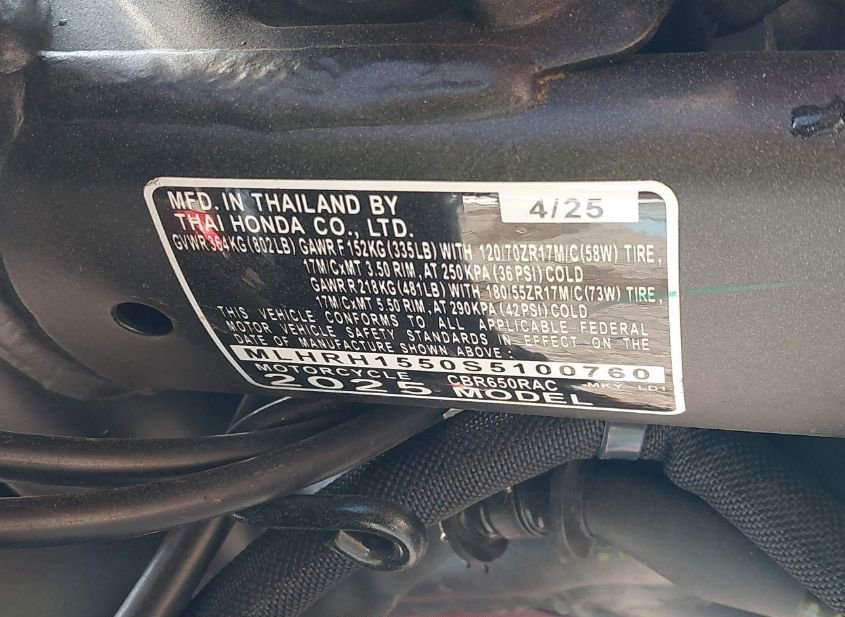 MFD. IN THAILAND BY
4/25
THAI HONDA CO., LTD.
GVWR 364KG (802LB) GAWR F 152KG (335LB) WITH 120/70ZR17M/C (58W) TIRE,
17M/CxMT 3.50 RIM, AT 250KPA (36PSI) COLD
GAWR R 218KG (481LB) WITH 180/55ZR17M/C (73W) TIRE,
17M/CxMT 5.50 RIM, AT 290KPA (42PSI) COLD
THIS VEHICLE CONFORMS TO ALL APPLICABLE FEDERAL
MOTOR VEHICLE SAFETY STANDARDS IN EFFECT ON THE
DATE OF MANUFACTURE SHOWN ABOVE.
MLHRH1550S5100760
MOTORCYCLE CBR650RAC MKY-LD1
2025 MODEL